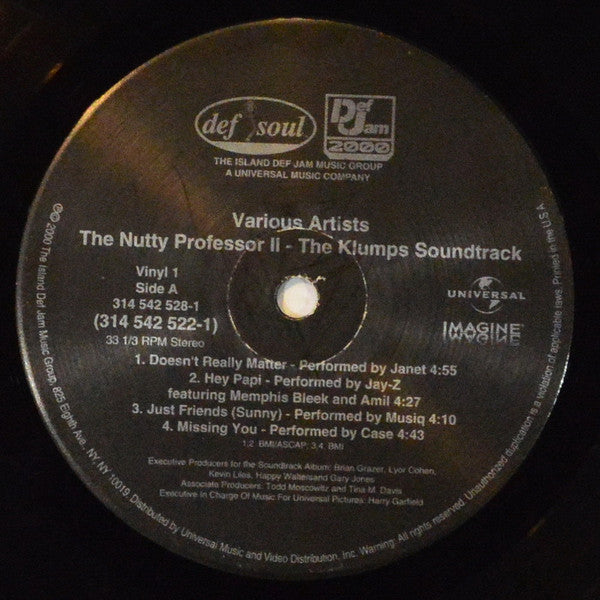 def soul
Def Jam
2000
THE ISLAND DEF JAM MUSIC GROUP
A UNIVERSAL MUSIC COMPANY
Various Artists
The Nutty Professor II - The Klumps Soundtrack
Vinyl 1
Side A
314 542 528-1
(314 542 522-1)
33 1/3 RPM Stereo
UNIVERSAL
IMAGINE
1. Doesn't Really Matter - Performed by Janet 4:55
2. Hey Papi - Performed by Jay-Z
featuring Memphis Bleek and Amil 4:27
3. Just Friends (Sunny) - Performed by Musiq 4:10
4. Missing You - Performed by Case 4:43
1,2. BMI/ASCAP; 3,4. BMI
Executive Producers for the Soundtrack Album: Brian Grazer, Lyor Cohen,
Kevin Liles, Happy Waltersand Gary Jones
Associate Producers: Todd Moscowitz and Tina M. Davis
Executive In Charge Of Music For Universal Pictures: Harry Garfield
℗© 2000 The Island Def Jam Music Group, 825 Eighth Ave., NY, NY 10019. Distributed by Universal Music and Video Distribution, Inc. Warning: All rights reserved. Unauthorized duplication is a violation of applicable laws. Printed in the U.S.A.